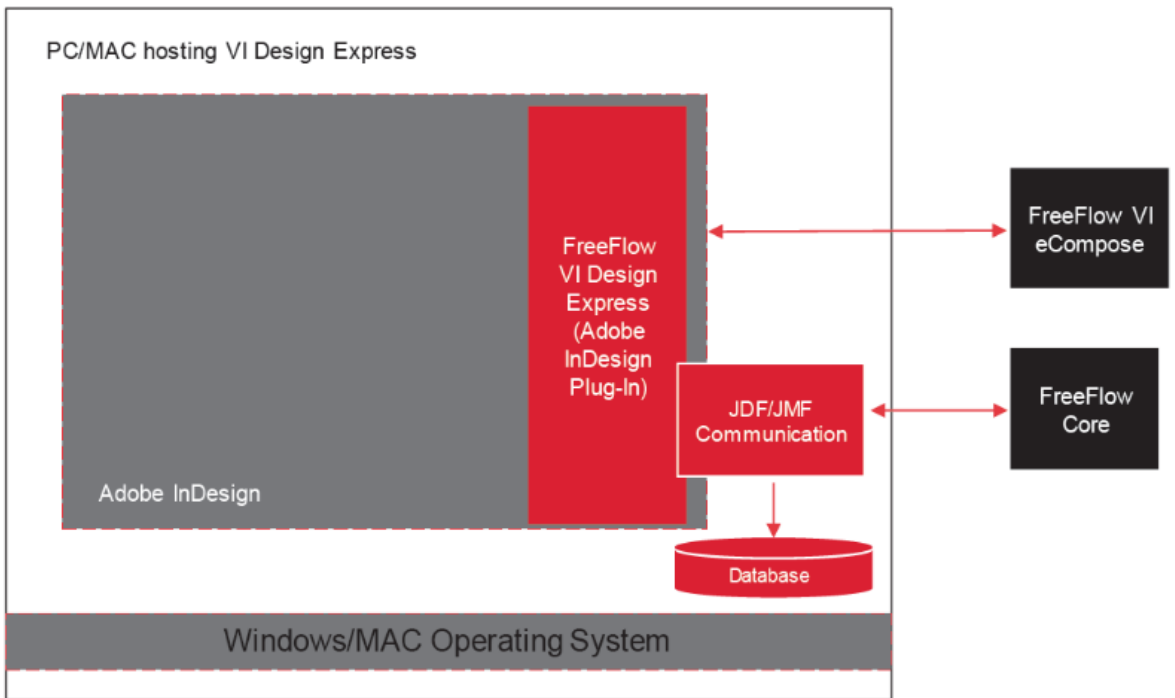 PC/MAC hosting VI Design Express
FreeFlow
VI Design
Express
(Adobe
InDesign
Plug-In)
Adobe InDesign
FreeFlow VI
eCompose
JDF/JMF
Communication
FreeFlow
Core
Database
Windows/MAC Operating System